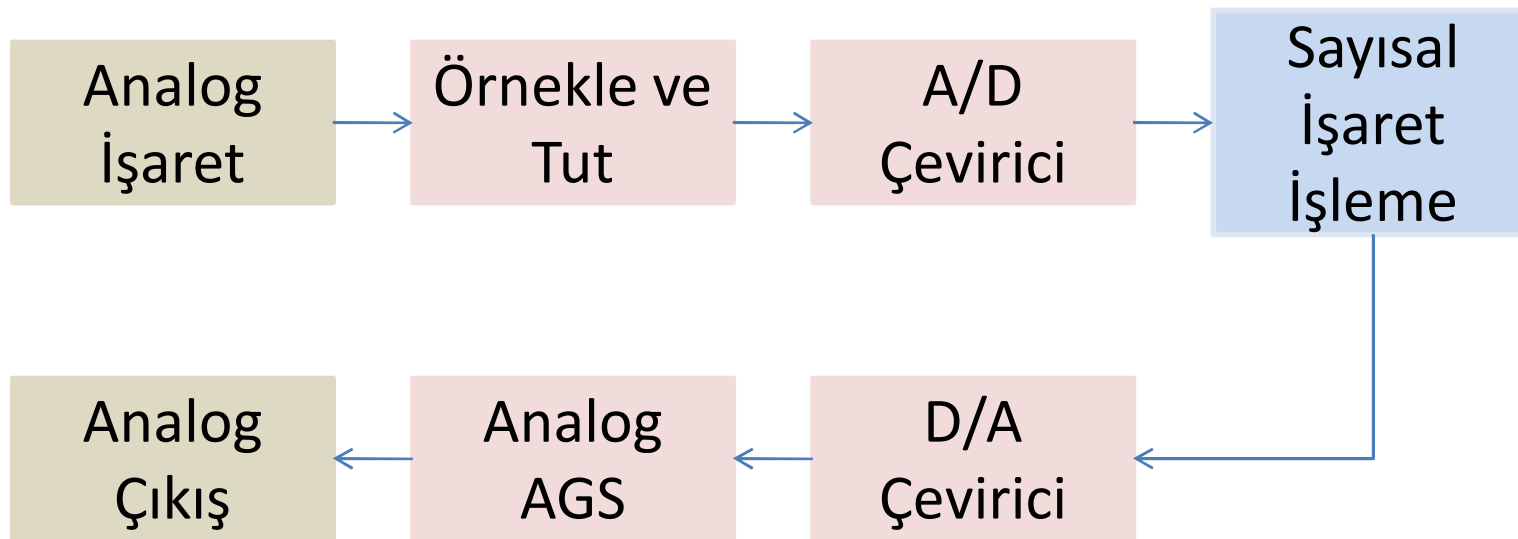 Analog
İşaret
Örnekle ve
Tut
A/D
Çevirici
Sayısal
İşaret
İşleme
Analog
Çıkış
Analog
AGS
D/A
Çevirici